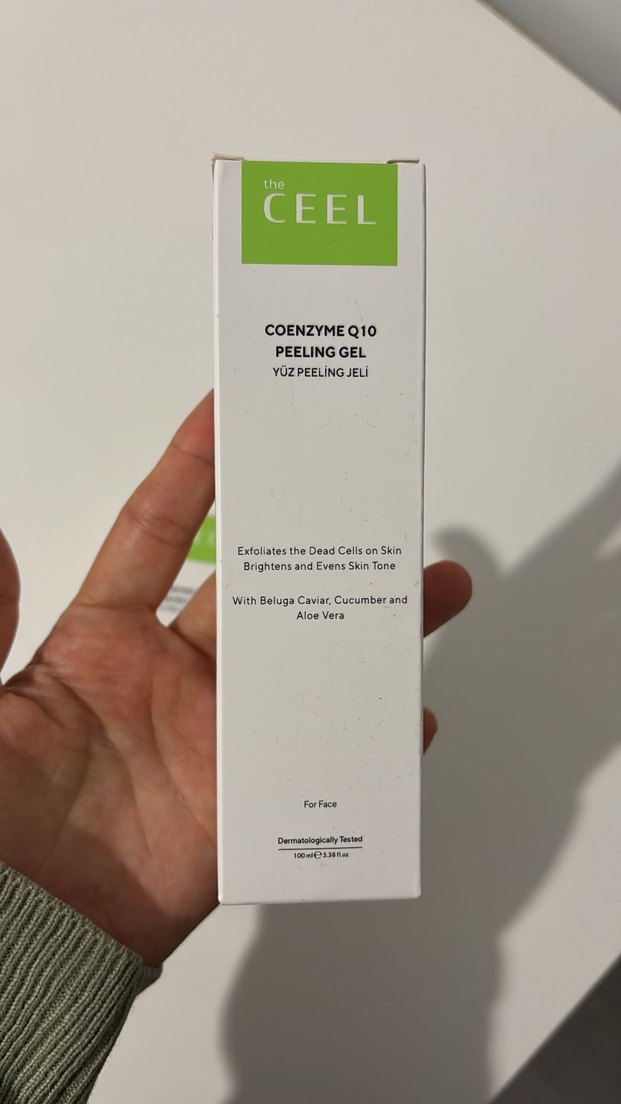 the
CEEL
COENZYME Q10
PEELING GEL
YÜZ PEELİNG JELİ
Exfoliates the Dead Cells on Skin
Brightens and Evens Skin Tone
With Beluga Caviar, Cucumber and
Aloe Vera
For Face
Dermatologically Tested
100 ml ℮ 3.38 fl oz